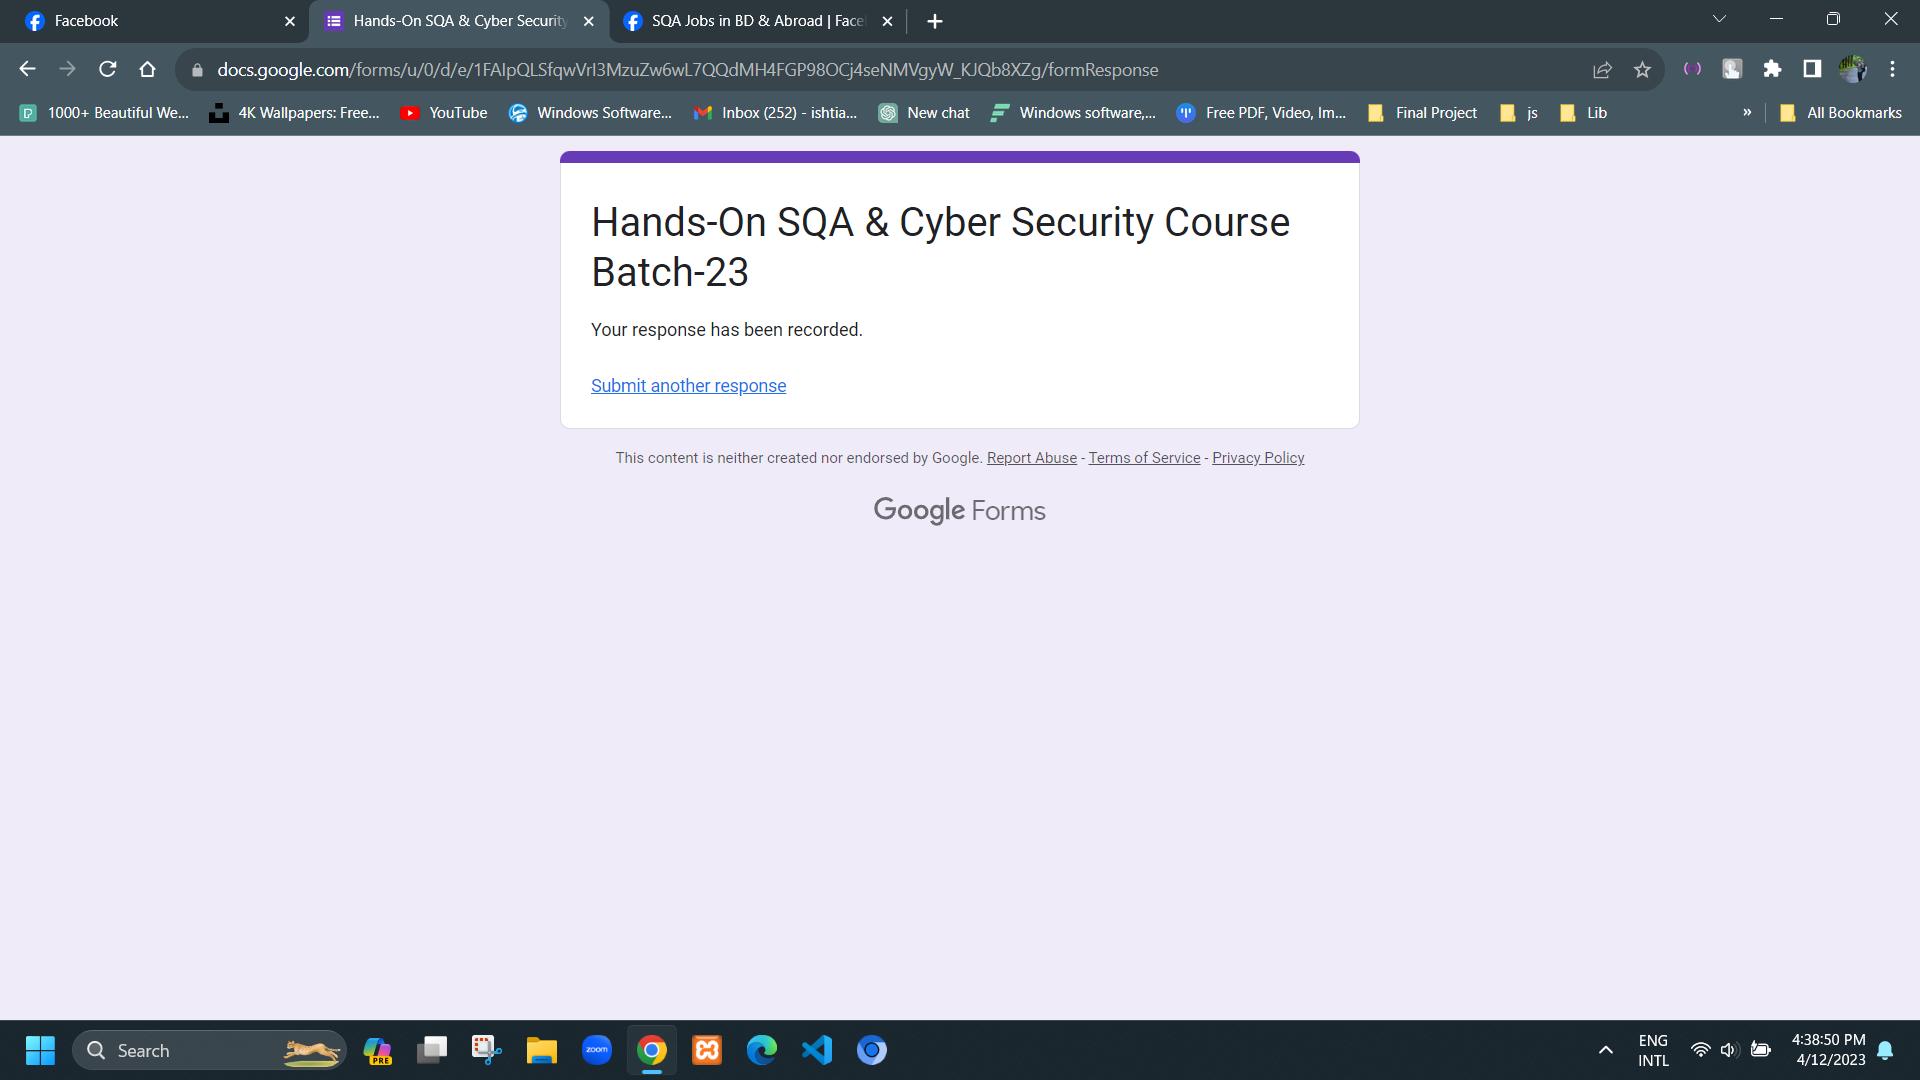 Facebook
Hands-On SQA & Cyber Security
SQA Jobs in BD & Abroad | Face
docs.google.com/forms/u/0/d/e/1FAIpQLSfqwVrI3MzuZw6wL7QQdMH4FGP98OCj4seNMVgyW_KJQb8XZg/formResponse
1000+ Beautiful We...
4K Wallpapers: Free...
YouTube
Windows Software...
Inbox (252) - ishtia...
New chat
Windows software,...
Free PDF, Video, Im...
Final Project
js
Lib
»
All Bookmarks
Hands-On SQA & Cyber Security Course
Batch-23
Your response has been recorded.
Submit another response
This content is neither created nor endorsed by Google. Report Abuse - Terms of Service - Privacy Policy
Google Forms
Search
PRE
zoom
ENG
INTL
4:38:50 PM
4/12/2023